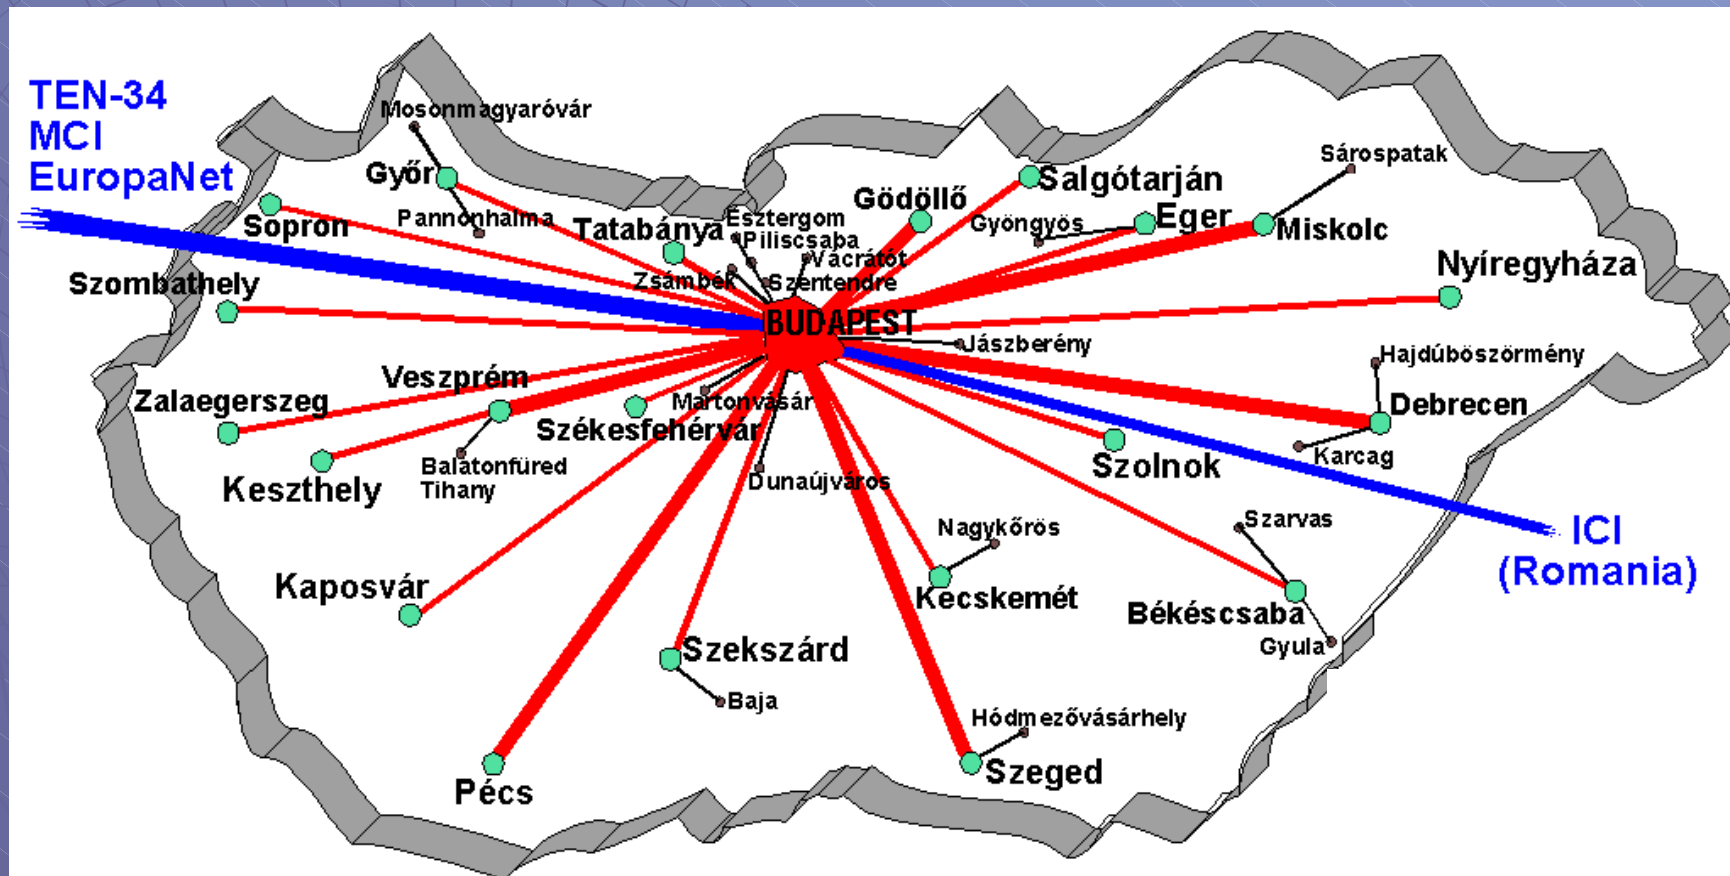 TEN-34
MCI
EuropaNet
Mosonmagyaróvár
Győr
Pannonhalma
Sopron
Tatabánya
Esztergom
Piliscsaba
Vácrátót
Zsámbék
Szentendre
Gödöllő
Salgótarján
Gyöngyös
Eger
Miskolc
Sárospatak
Nyíregyháza
Szombathely
BUDAPEST
Jászberény
Hajdúböszörmény
Veszprém
Zalaegerszeg
Martonvásár
Székesfehérvár
Debrecen
Karcag
Szolnok
Keszthely
Balatonfüred
Tihany
Dunaújváros
Nagykőrös
Szarvas
ICI
(Romania)
Kaposvár
Kecskemét
Békéscsaba
Gyula
Szekszárd
Baja
Hódmezővásárhely
Szeged
Pécs